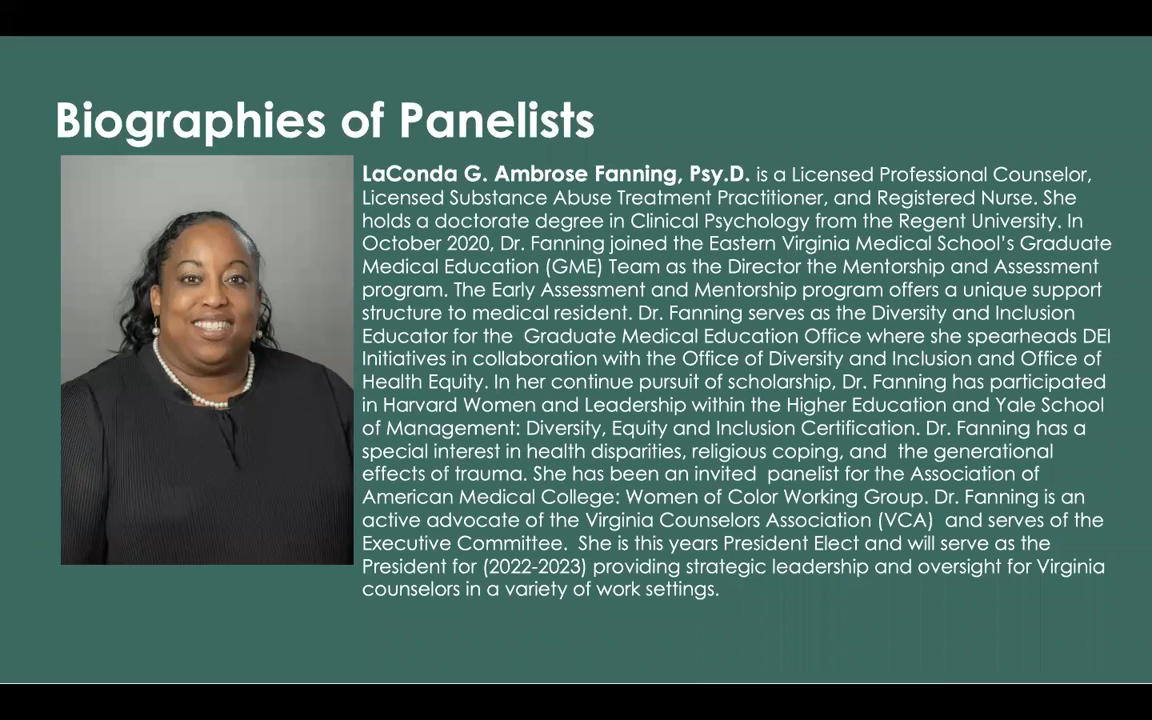 Biographies of Panelists
LaConda G. Ambrose Fanning, Psy.D. is a Licensed Professional Counselor,
Licensed Substance Abuse Treatment Practitioner, and Registered Nurse. She
holds a doctorate degree in Clinical Psychology from the Regent University. In
October 2020, Dr. Fanning joined the Eastern Virginia Medical School's Graduate
Medical Education (GME) Team as the Director the Mentorship and Assessment
program. The Early Assessment and Mentorship program offers a unique support
structure to medical resident. Dr. Fanning serves as the Diversity and Inclusion
Educator for the  Graduate Medical Education Office where she spearheads DEI
Initiatives in collaboration with the Office of Diversity and Inclusion and Office of
Health Equity. In her continue pursuit of scholarship, Dr. Fanning has participated
in Harvard Women and Leadership within the Higher Education and Yale School
of Management: Diversity, Equity and Inclusion Certification. Dr. Fanning has a
special interest in health disparities, religious coping, and  the generational
effects of trauma. She has been an invited  panelist for the Association of
American Medical College: Women of Color Working Group. Dr. Fanning is an
active advocate of the Virginia Counselors Association (VCA)  and serves of the
Executive Committee.  She is this years President Elect and will serve as the
President for (2022-2023) providing strategic leadership and oversight for Virginia
counselors in a variety of work settings.